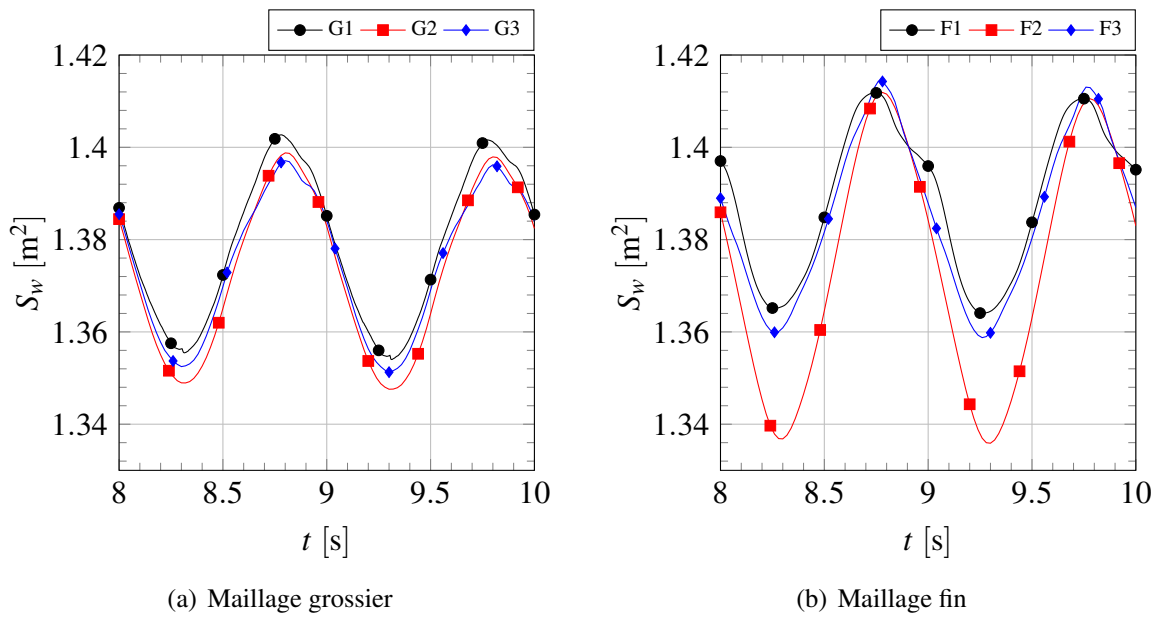 G1 G2 G3
1.42
1.4
1.38
1.36
1.34
8 8.5 9 9.5 10
t [s]
S_w [m²]
(a) Maillage grossier
F1 F2 F3
1.42
1.4
1.38
1.36
1.34
8 8.5 9 9.5 10
t [s]
S_w [m²]
(b) Maillage fin